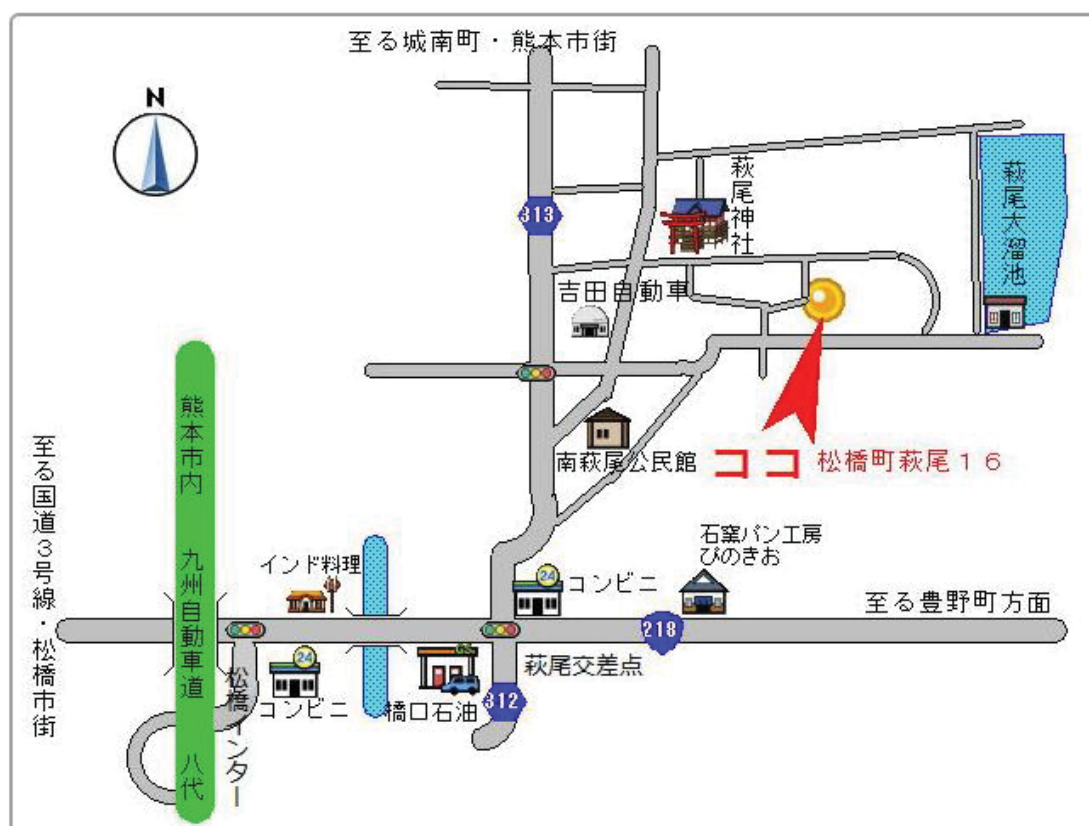 至る城南町・熊本市街
N
313
萩尾神社
萩尾大溜池
吉田自動車
南萩尾公民館
ココ 松橋町萩尾１６
熊本市内 九州自動車道 八代
至る国道３号線・松橋市街
インド料理
24
コンビニ
石窯パン工房
ぴのきお
至る豊野町方面
218
萩尾交差点
24
コンビニ
橋口石油
GS
312
松橋インター